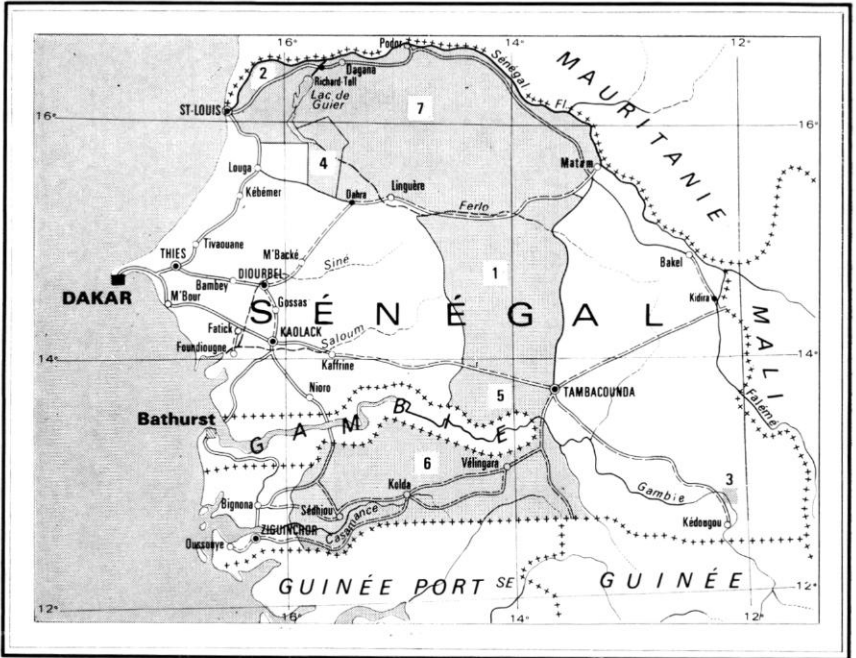 16°
14°
12°
Podor
MAURITANIE
Sénégal
Fl.
2
Dagana
Richard-Toll
Lac de
Guier
7
ST-LOUIS
16°
16°
4
Matam
Louga
Kébémer
Dahra
Linguère
Ferlo
Tivaouane
THIES
M'Backé
Siné
Bakel
DAKAR
Bambey
DIOURBEL
1
M'Bour
Gossas
Kidira
SÉNÉGAL
MALI
Fatick
KAOLACK
Saloum
Foundiougne
Kaffrine
14°
14°
Nioro
5
TAMBACOUNDA
Falémé
Bathurst
GAMBIE
6
Vélingara
3
Kolda
Gambie
Bignona
Sédhiou
Kédougou
ZIGUINCHOR
Casamance
Oussouye
GUINÉE PORT SE
GUINÉE
12°
12°
16°
14°
12°